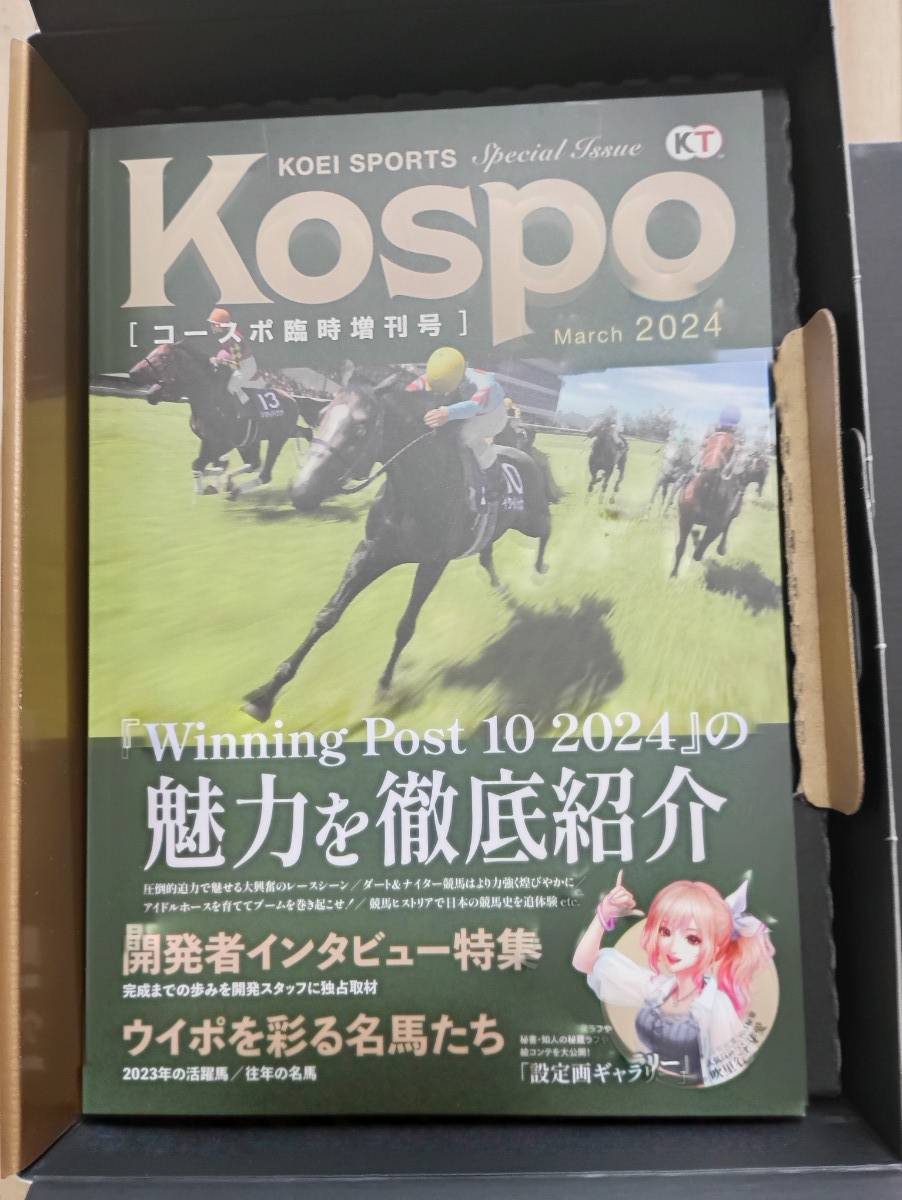 KOEI SPORTS Special Issue
KT
Kospo
[コースポ臨時増刊号]
March 2024
13
10
『Winning Post 10 2024』の
魅力を徹底紹介
圧倒的迫力で魅せる大興奮のレースシーン／ダート&ナイター競馬はより力強く煌びやかに／
アイドルホースを育ててブームを巻き起こせ!／競馬ヒストリアで日本の競馬史を追体験 etc.
開発者インタビュー特集
完成までの歩みを開発スタッフに独占取材
ウイポを彩る名馬たち
2023年の活躍馬／往年の名馬
秘書・知人の秘蔵ラフや
絵コンテを大公開!
「設定画ギャラリー」